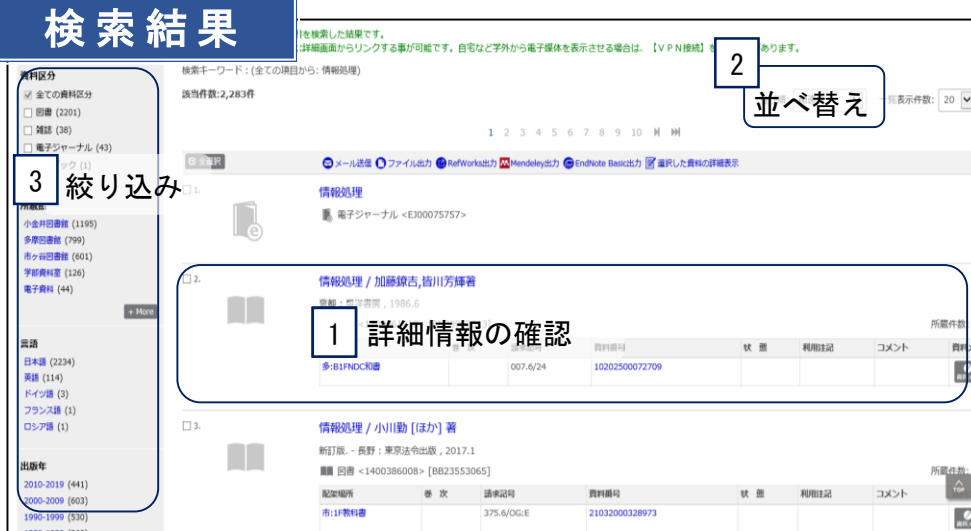 検索結果
を検索した結果です。
詳細画面からリンクする事が可能です。自宅など学外から電子媒体を表示させる場合は、【ＶＰＮ接続】を
あります。
検索キーワード：(全ての項目から: 情報処理)
該当件数:2,283件
2
並べ替え
一覧表示件数: 20
1 2 3 4 5 6 7 8 9 10
全選択
メール送信 ファイル出力 RefWorks出力 Mendeley出力 EndNote Basic出力 選択した資料の詳細表示
資料区分
全ての資料区分
図書 (2201)
雑誌 (38)
電子ジャーナル (43)
ック (1)
3
絞り込み
小金井図書館 (1195)
多摩図書館 (799)
市ヶ谷図書館 (601)
学部資料室 (126)
電子資料 (44)
+ More
言語
日本語 (2234)
英語 (114)
ドイツ語 (3)
フランス語 (1)
ロシア語 (1)
出版年
2010-2019 (441)
2000-2009 (603)
1990-1999 (530)
1.
情報処理
電子ジャーナル <EJ00075757>
2.
情報処理 / 加藤鐐吉,皆川芳輝著
, 1986.6
1
詳細情報の確認
所蔵件数:
巻 次 請求記号 資料番号 状 態 利用注記 コメント
多:B1FNDC和書 007.6/24 10202500072709
3.
情報処理 / 小川勤 [ほか] 著
新訂版. - 長野 : 東京法令出版 , 2017.1
図書 <1400386008> [BB23553065]
所蔵件数:
配架場所 巻 次 請求記号 資料番号 状 態 利用注記 コメント
市:1F教科書 375.6/OG:E 21032000328973
TOP